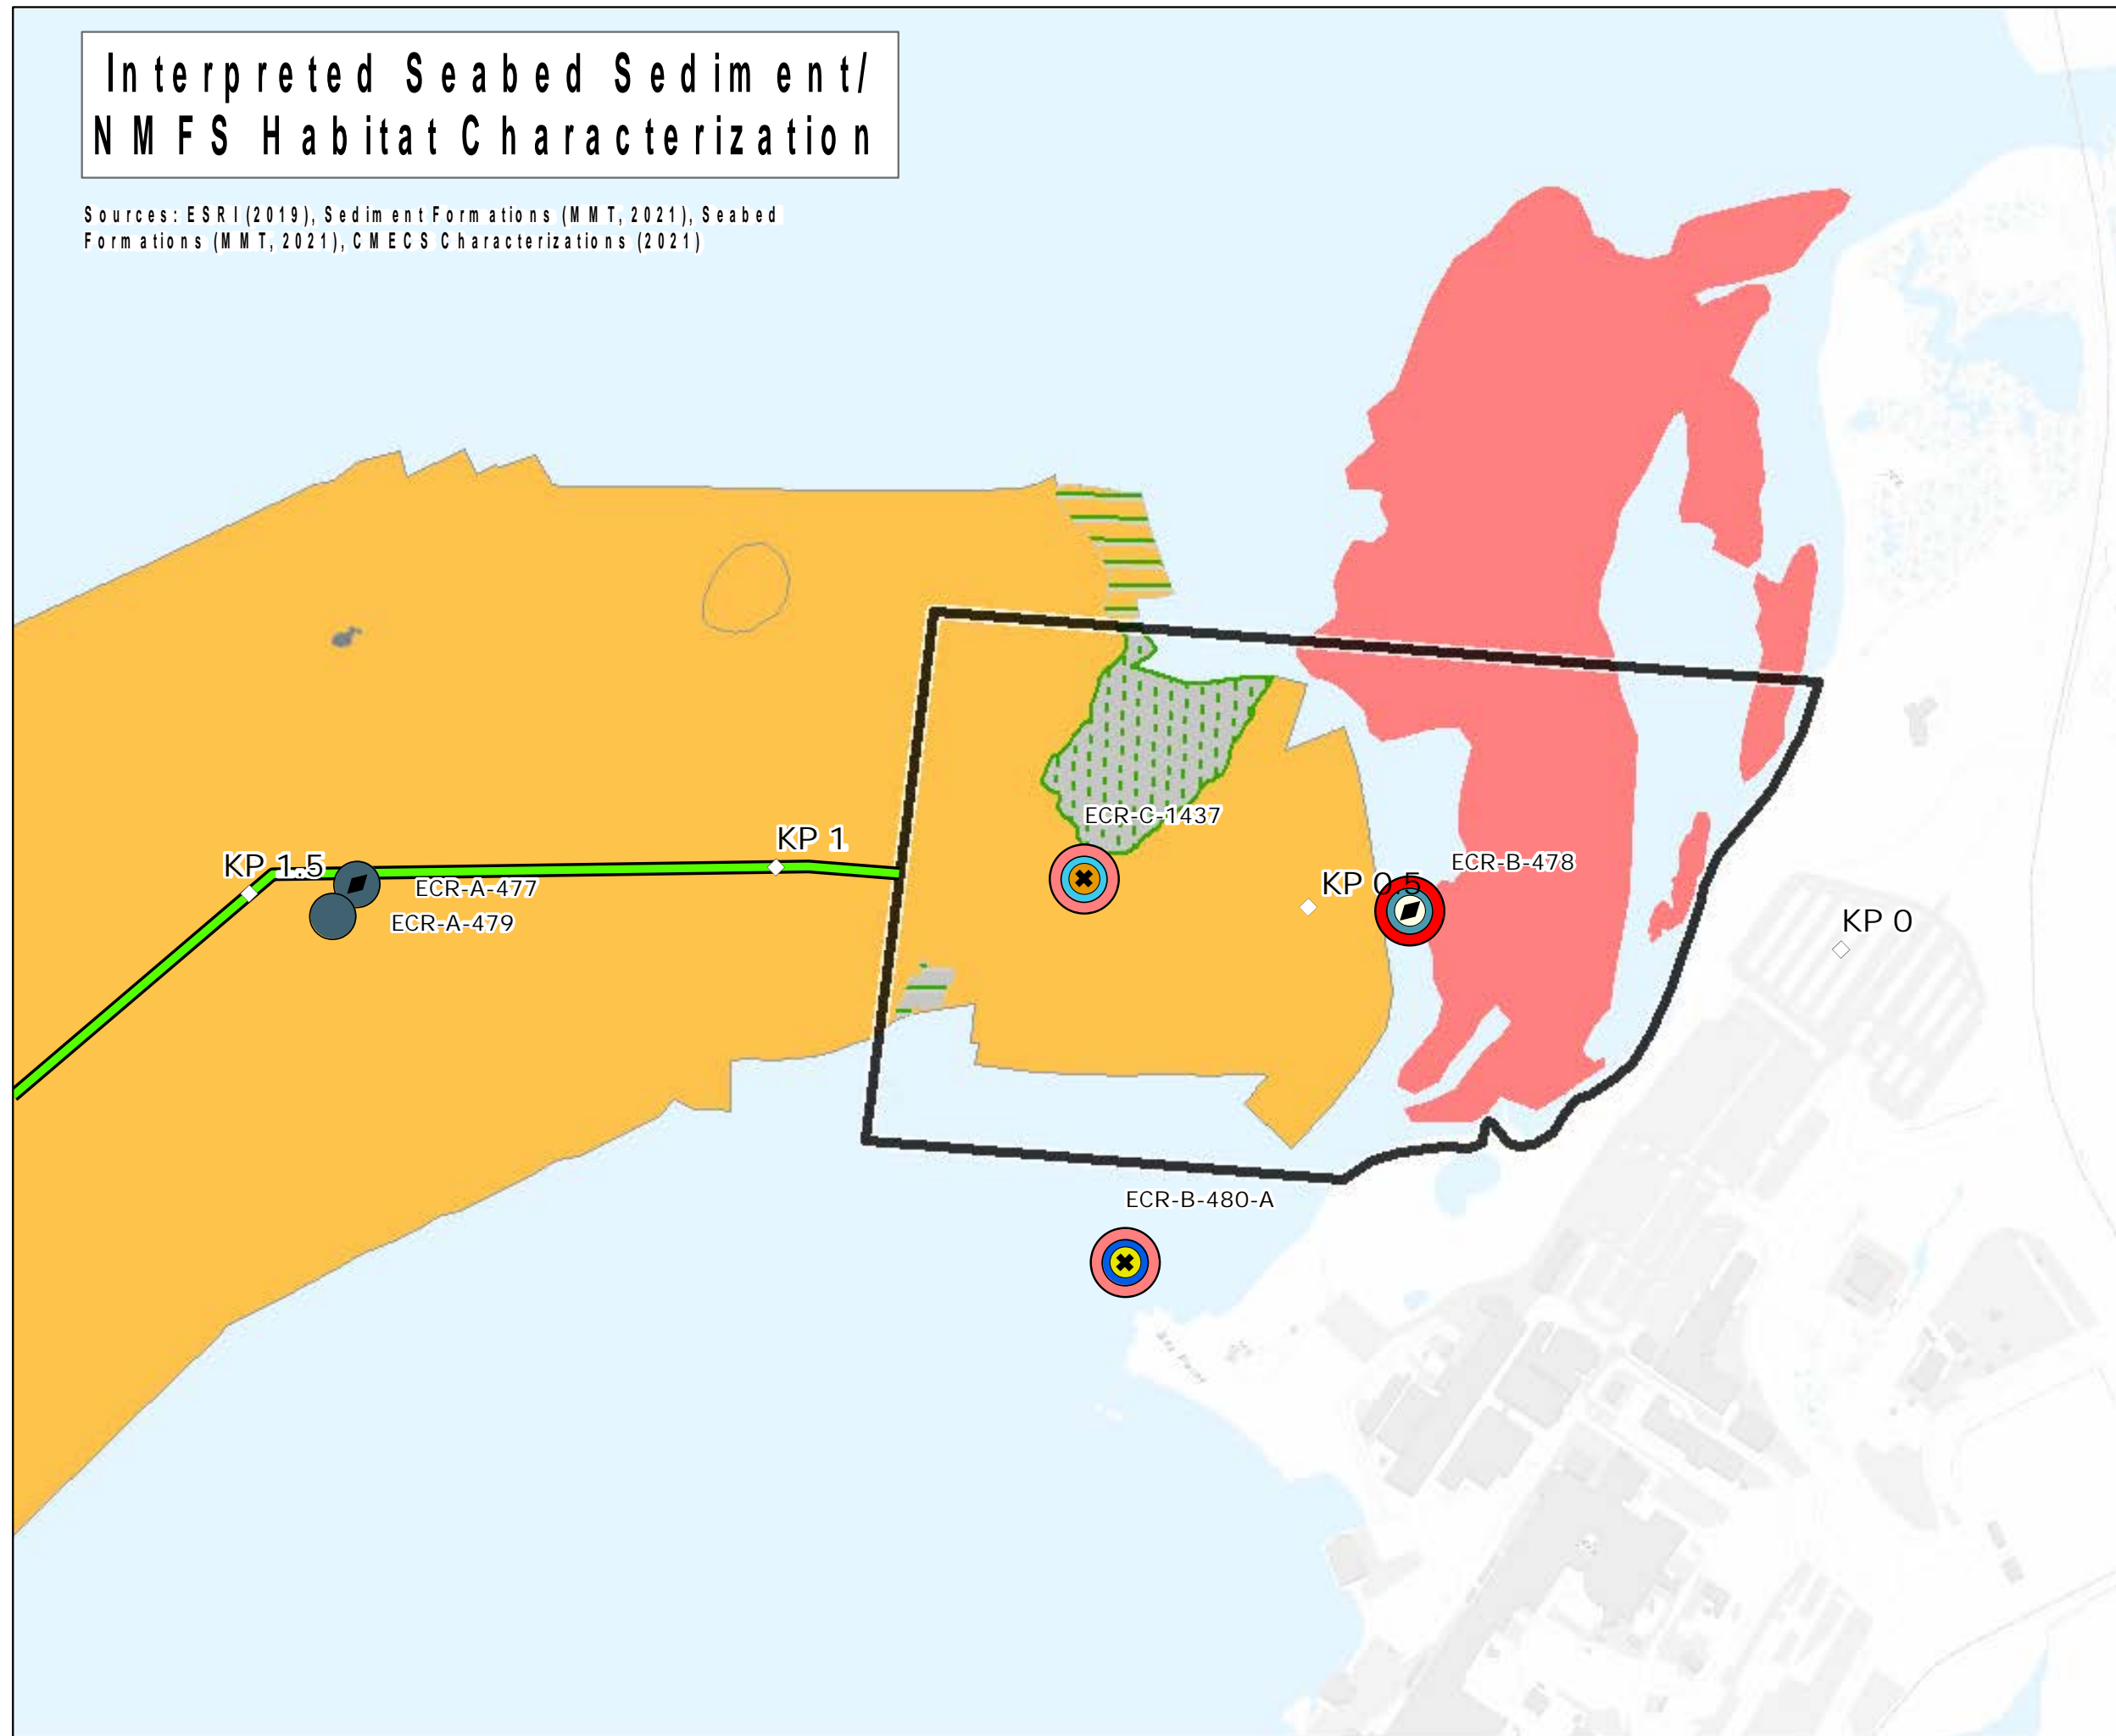 Interpreted Seabed Sediment/
NMFS Habitat Characterization
Sources: ESRI (2019), Sediment Formations (MMT, 2021), Seabed
Formations (MMT, 2021), CMECS Characterizations (2021)
ECR-C-1437
KP 1
KP 1.5
ECR-A-477
ECR-A-479
KP 0.5
ECR-B-478
KP 0
ECR-B-480-A